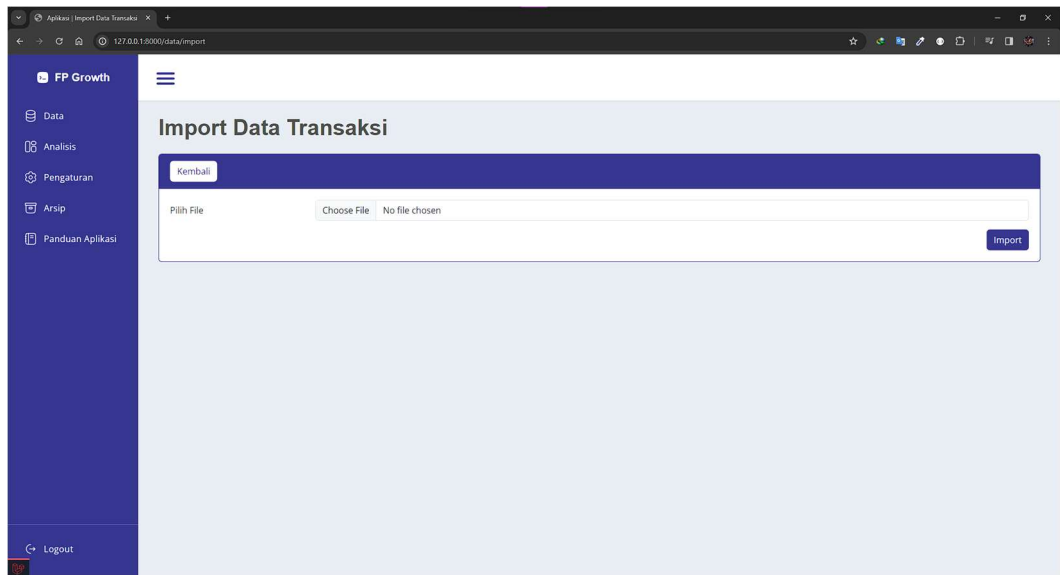 Aplikasi | Import Data Transaksi
127.0.0.1:8000/data/import
FP Growth
Data
Analisis
Pengaturan
Arsip
Panduan Aplikasi
Logout
Import Data Transaksi
Kembali
Pilih File
Choose File No file chosen
Import